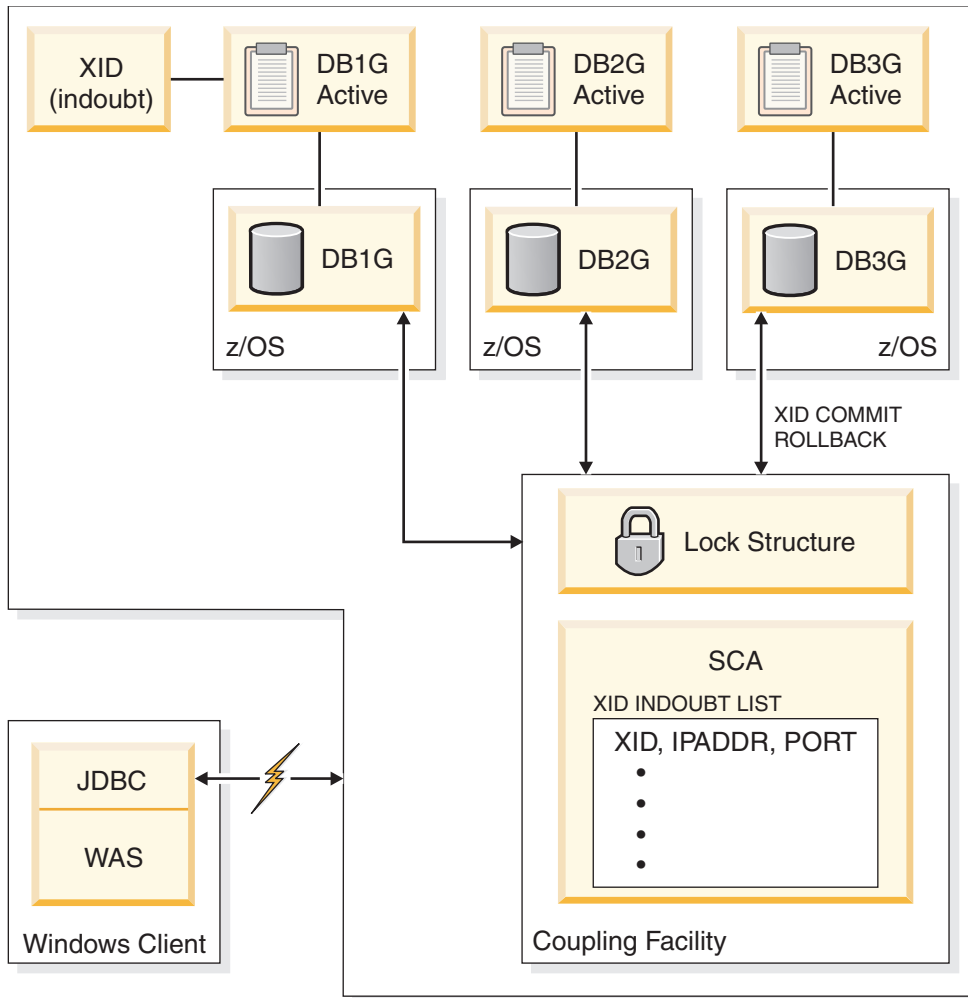 XID
(indoubt)
DB1G
Active
DB2G
Active
DB3G
Active
DB1G
z/OS
DB2G
z/OS
DB3G
z/OS
XID COMMIT
ROLLBACK
Lock Structure
SCA
XID INDOUBT LIST
XID, IPADDR, PORT
•
•
•
•
Coupling Facility
JDBC
WAS
Windows Client